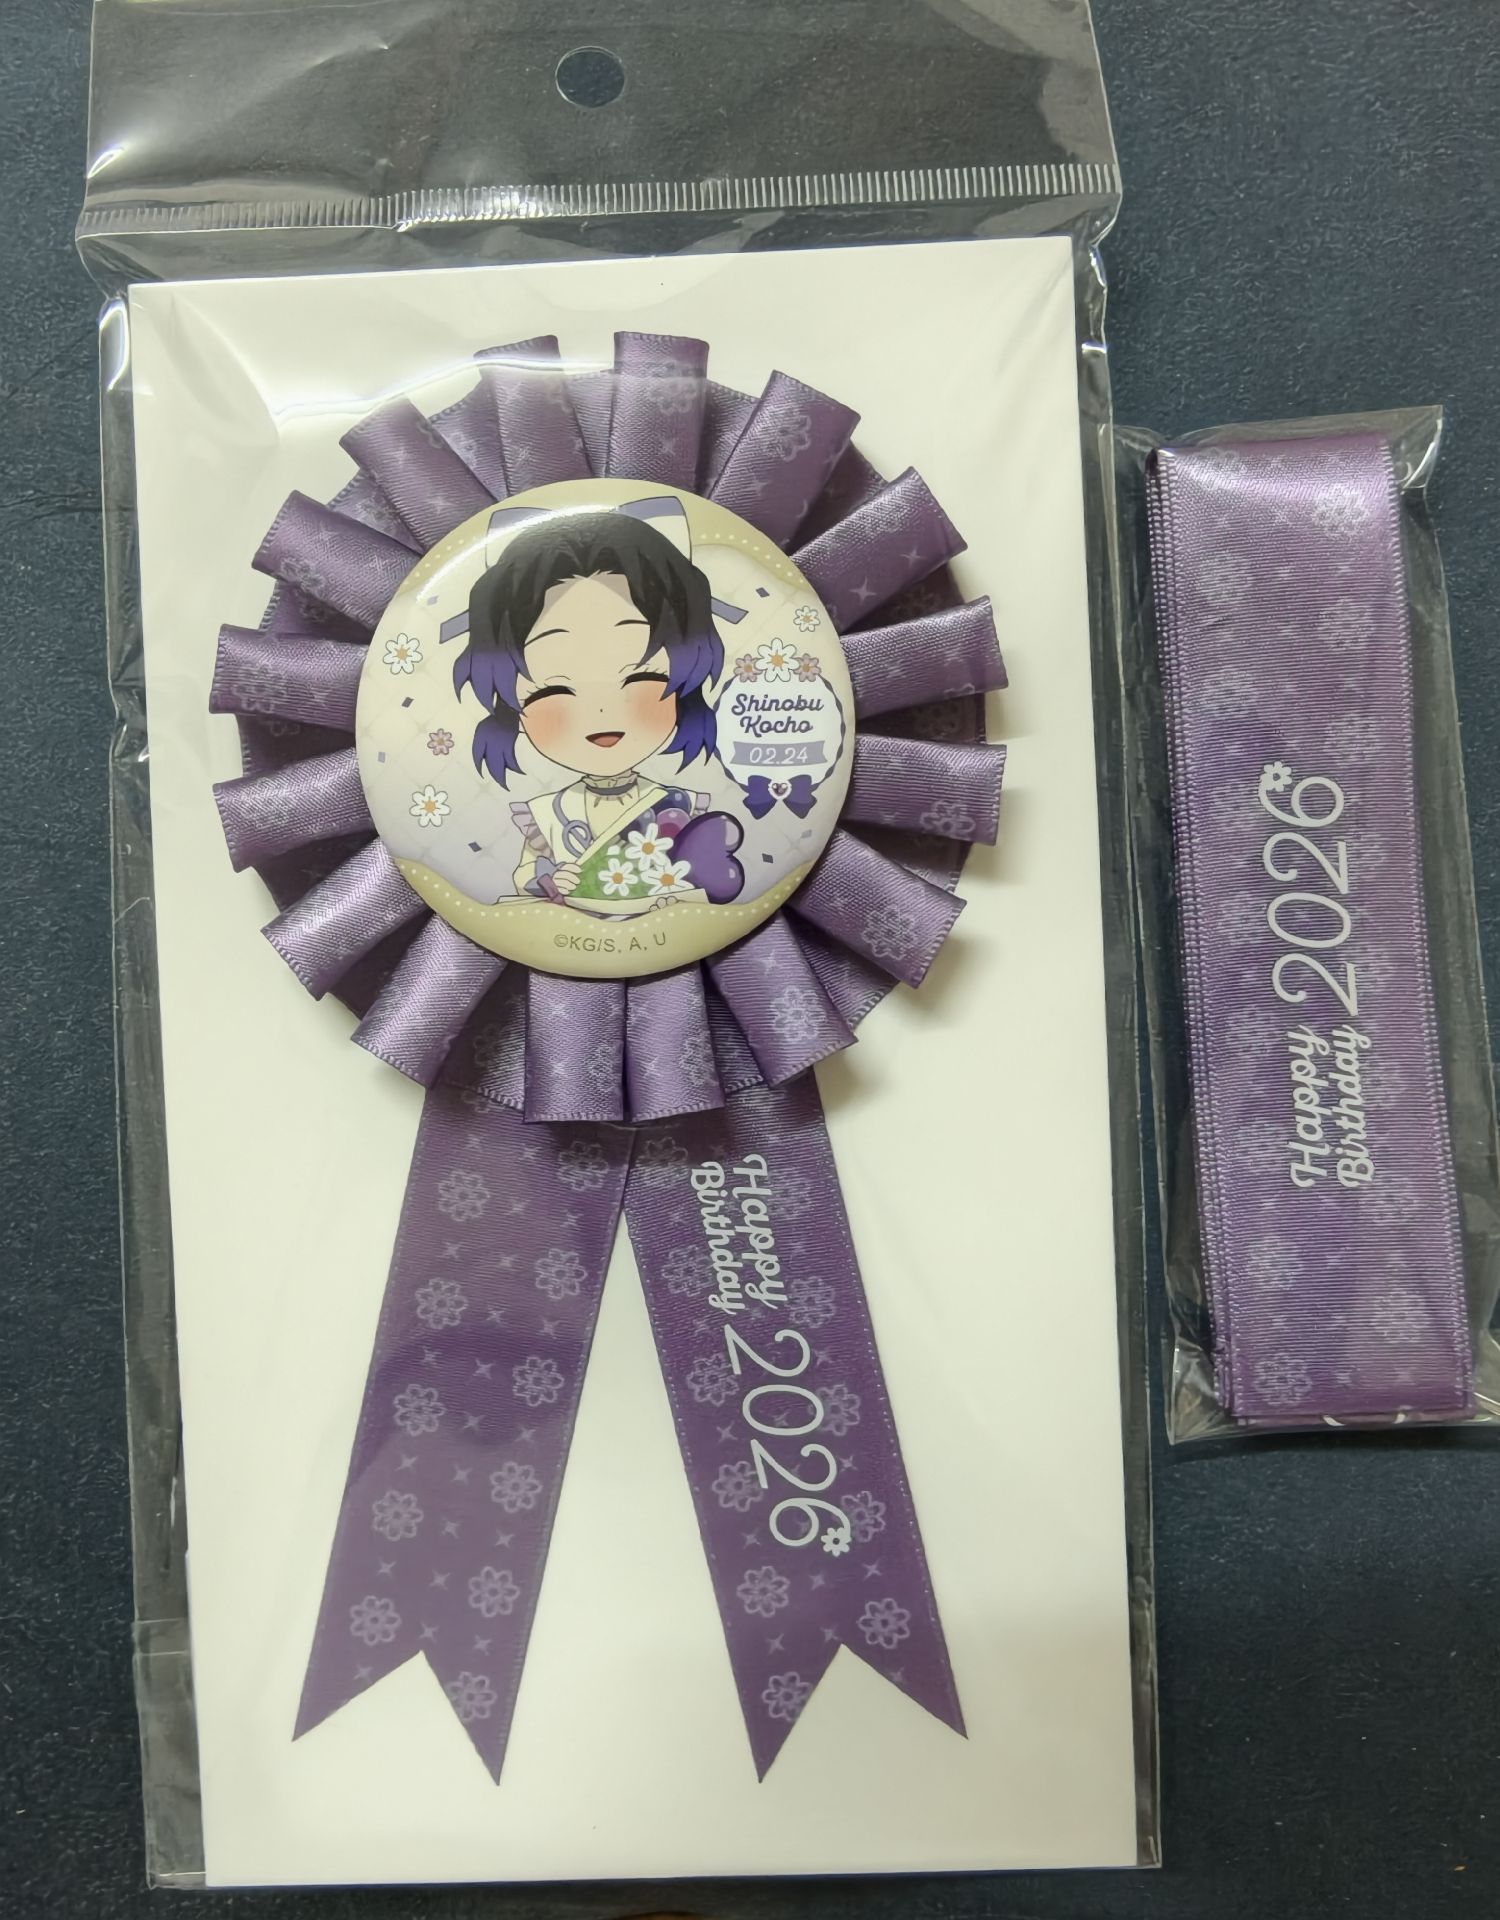 Shinobu
Kocho
02.24
©KG/S, A, U
Happy
Birthday
2026
Happy
Birthday
2026